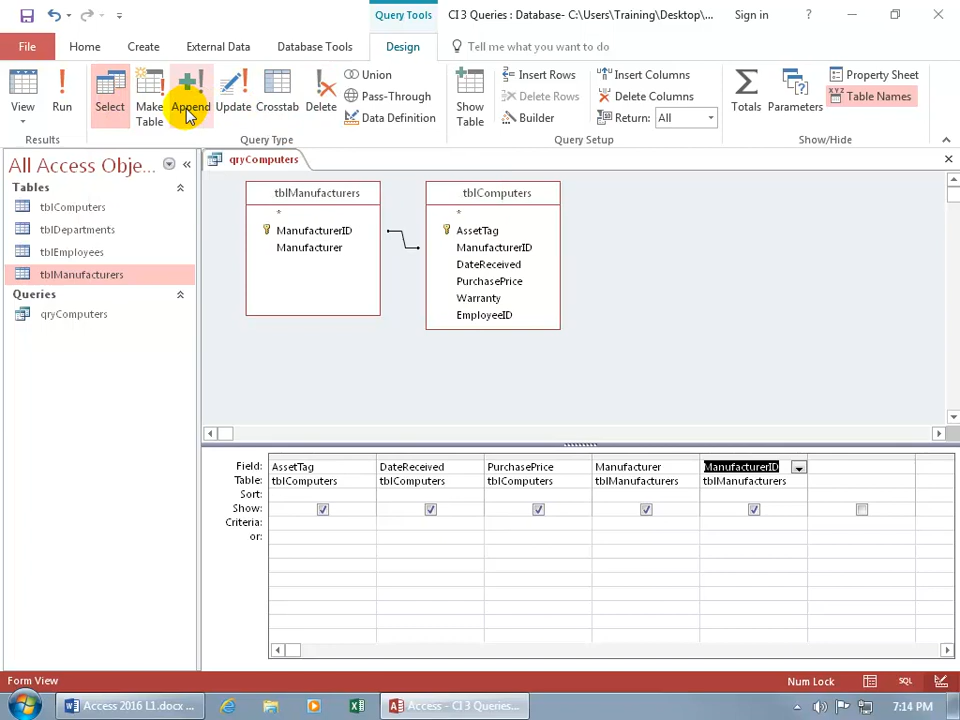 Query Tools
CI 3 Queries : Database- C:\Users\Training\Desktop\...
Sign in
?
File
Home
Create
External Data
Database Tools
Design
Tell me what you want to do
View
Run
Select
Make Table
Append
Update
Crosstab
Delete
Union
Pass-Through
Data Definition
Show Table
Insert Rows
Delete Rows
Builder
Insert Columns
Delete Columns
Return: All
Totals
Parameters
Property Sheet
Table Names
Results
Query Type
Query Setup
Show/Hide
All Access Obje...
Tables
tblComputers
tblDepartments
tblEmployees
tblManufacturers
Queries
qryComputers
qryComputers
tblManufacturers
*
ManufacturerID
Manufacturer
tblComputers
*
AssetTag
ManufacturerID
DateReceived
PurchasePrice
Warranty
EmployeeID
Field: AssetTag DateReceived PurchasePrice Manufacturer ManufacturerID
Table: tblComputers tblComputers tblComputers tblManufacturers tblManufacturers
Sort:
Show:
Criteria:
or:
Form View
Num Lock
SQL
Access 2016 L1.docx ...
Access - CI 3 Queries...
7:14 PM